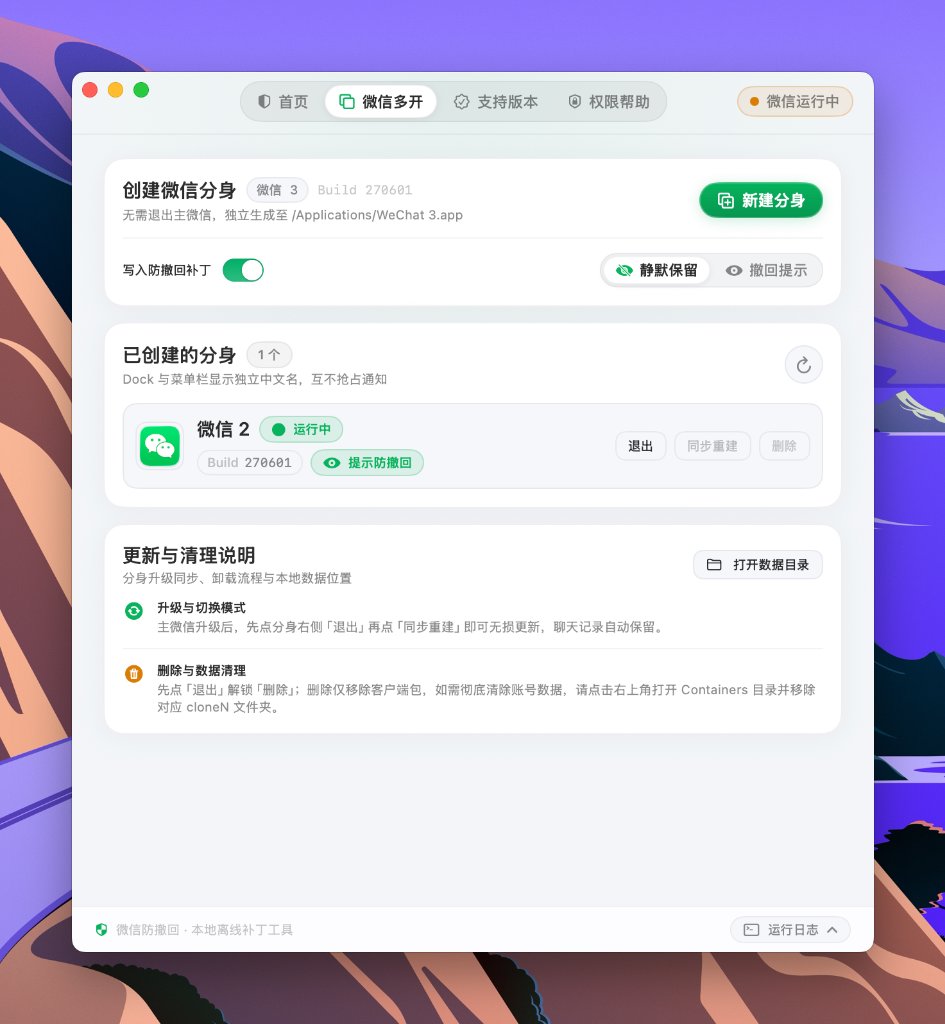 首页 微信多开 支持版本 权限帮助 微信运行中
创建微信分身 微信 3 Build 270601
无需退出主微信，独立生成至 /Applications/WeChat 3.app
新建分身
写入防撤回补丁
静默保留 撤回提示
已创建的分身 1 个
Dock 与菜单栏显示独立中文名，互不抢占通知
微信 2 运行中
Build 270601 提示防撤回
退出 同步重建 删除
更新与清理说明
分身升级同步、卸载流程与本地数据位置
打开数据目录
升级与切换模式
主微信升级后，先点分身右侧「退出」再点「同步重建」即可无损更新，聊天记录自动保留。
删除与数据清理
先点「退出」解锁「删除」；删除仅移除客户端包，如需彻底清除账号数据，请点击右上角打开 Containers 目录并移除
对应 cloneN 文件夹。
微信防撤回 · 本地离线补丁工具
运行日志